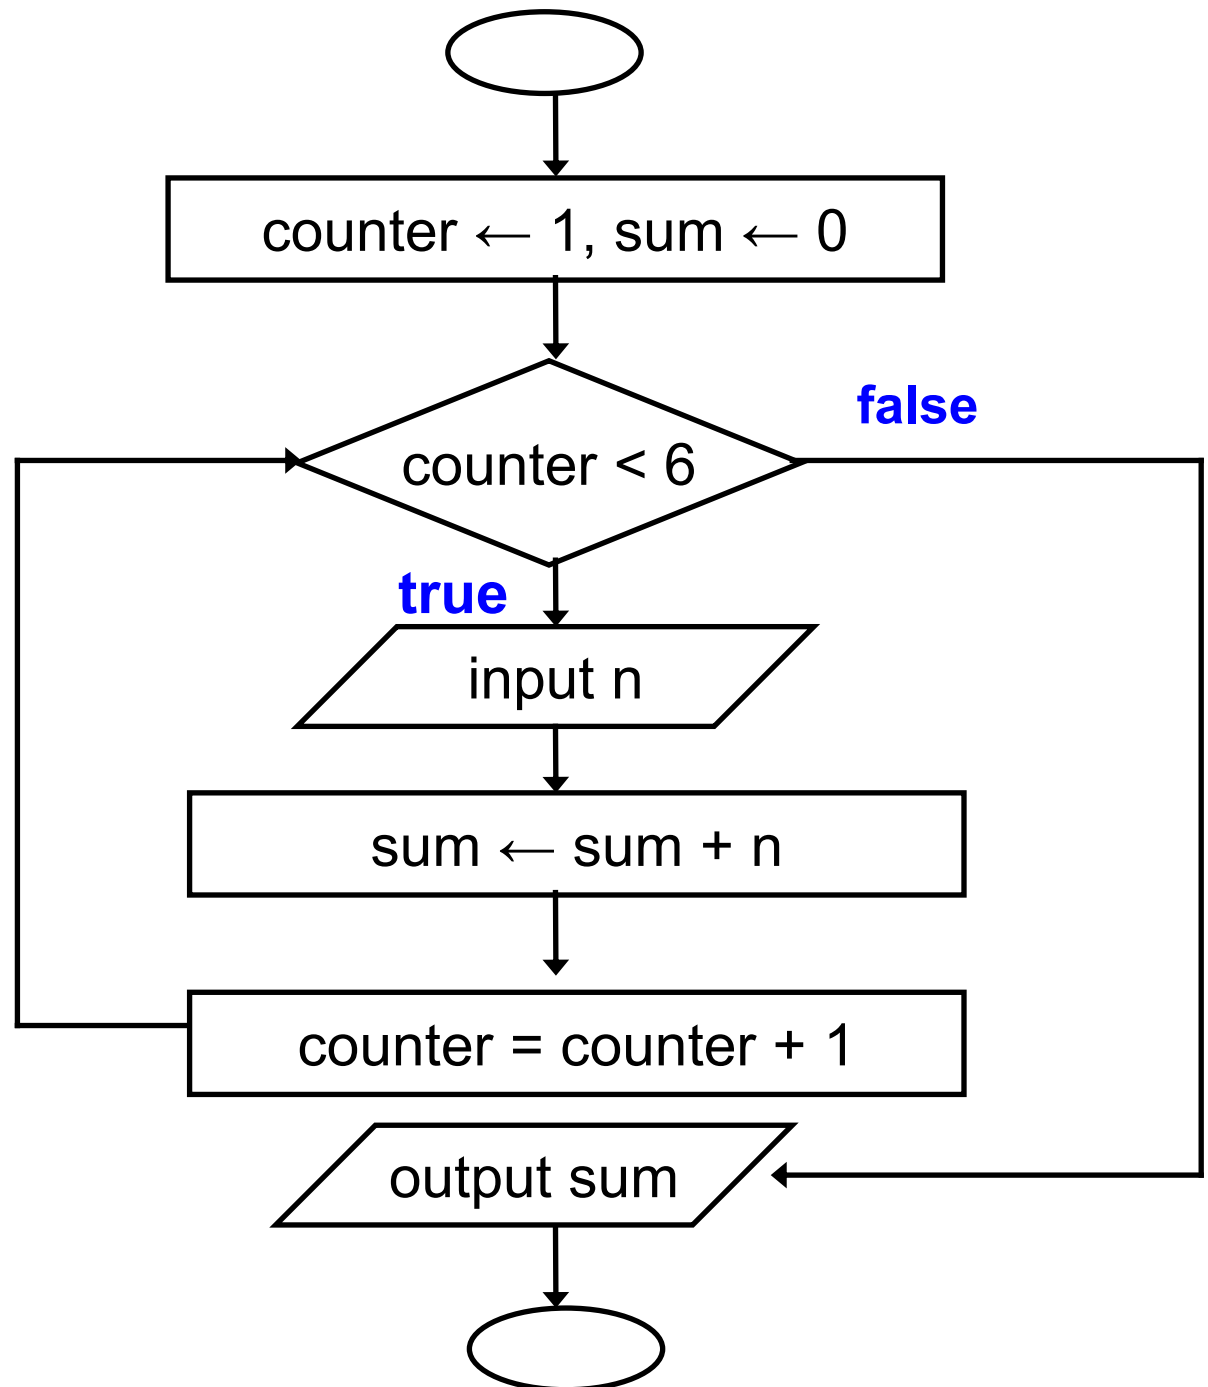 counter ← 1, sum ← 0
false
counter < 6
true
input n
sum ← sum + n
counter = counter + 1
output sum